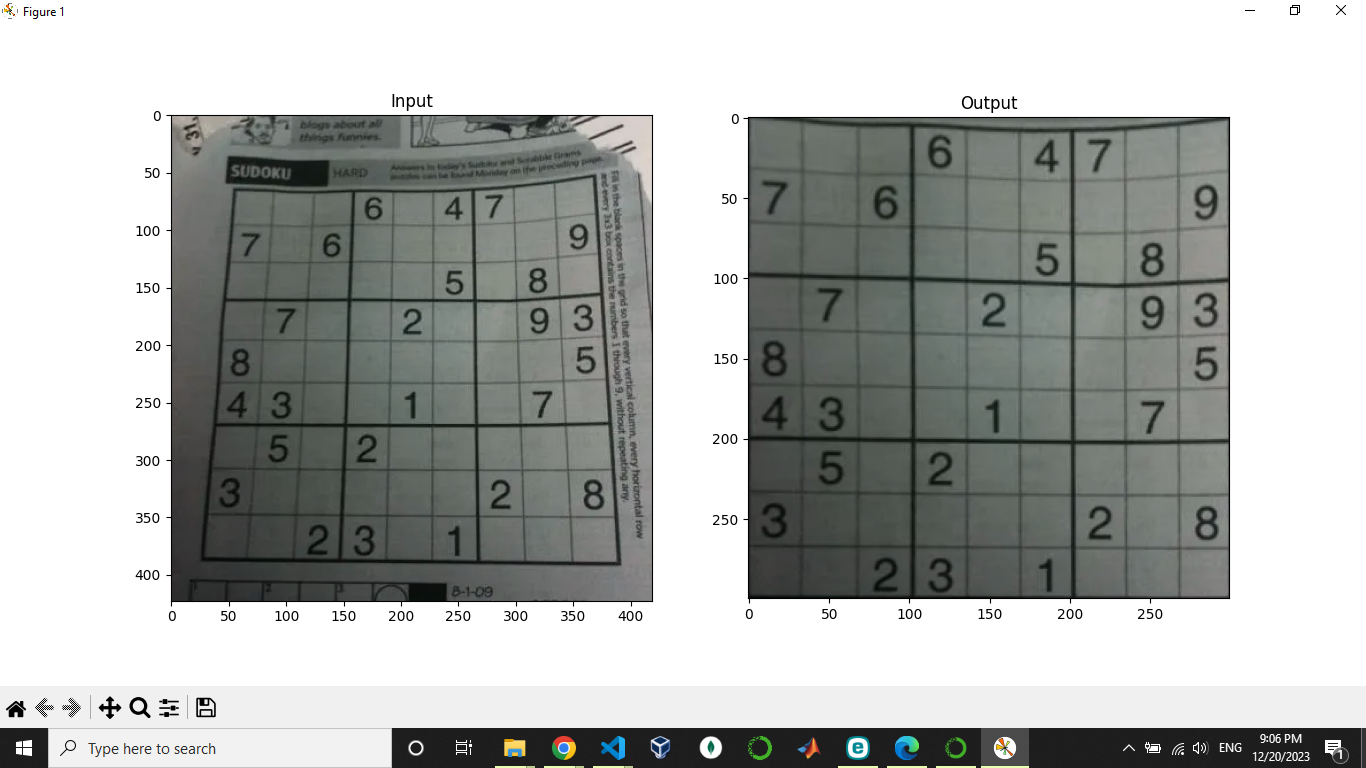 Figure 1
Input
Output
0
50
100
150
200
250
300
350
400
0 50 100 150 200 250 300 350 400
blogs about all
things funnies.
31,
SUDOKU HARD Answers to today's Sudoku and Scrabble Grams
puzzles can be found Monday on the preceding page.
Fill in the blank spaces in the grid so that every vertical column, every horizontal row
and every 3x3 box contains the numbers 1 through 9, without repeating any.
6 4 7
7 6 9
5 8
7 2 9 3
8 5
4 3 1 7
5 2
3 2 8
2 3 1
1 2 3
8-1-09
0
50
100
150
200
250
0 50 100 150 200 250
6 4 7
7 6 9
5 8
7 2 9 3
8 5
4 3 1 7
5 2
3 2 8
2 3 1
Type here to search
ENG
9:06 PM
12/20/2023
1